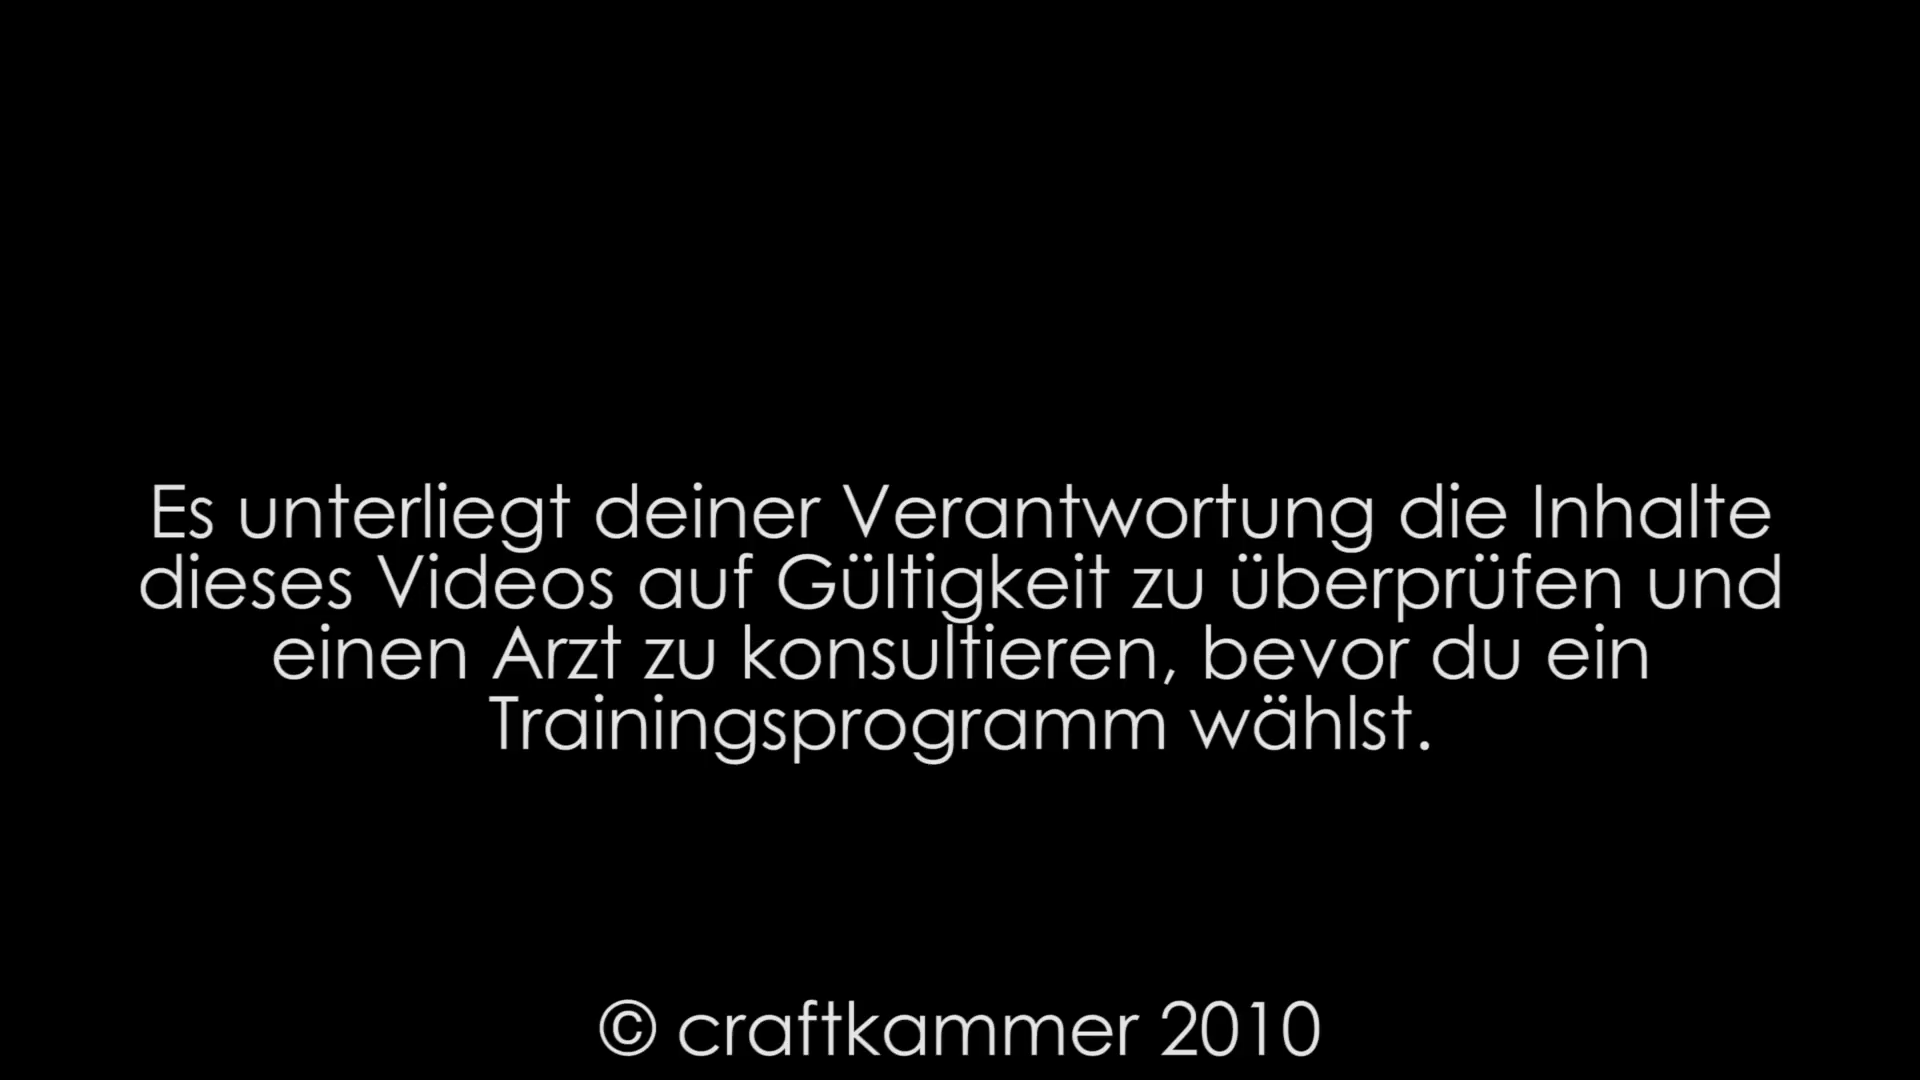 Es unterliegt deiner Verantwortung die Inhalte
dieses Videos auf Gültigkeit zu überprüfen und
einen Arzt zu konsultieren, bevor du ein
Trainingsprogramm wählst.
© craftkammer 2010